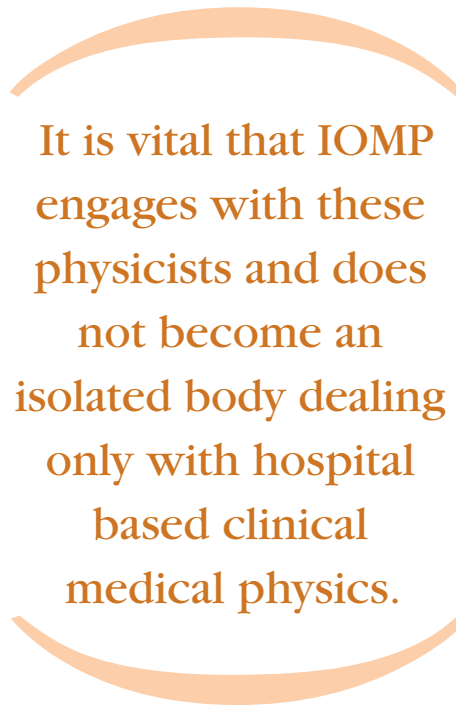 It is vital that IOMP
engages with these
physicists and does
not become an
isolated body dealing
only with hospital
based clinical
medical physics.